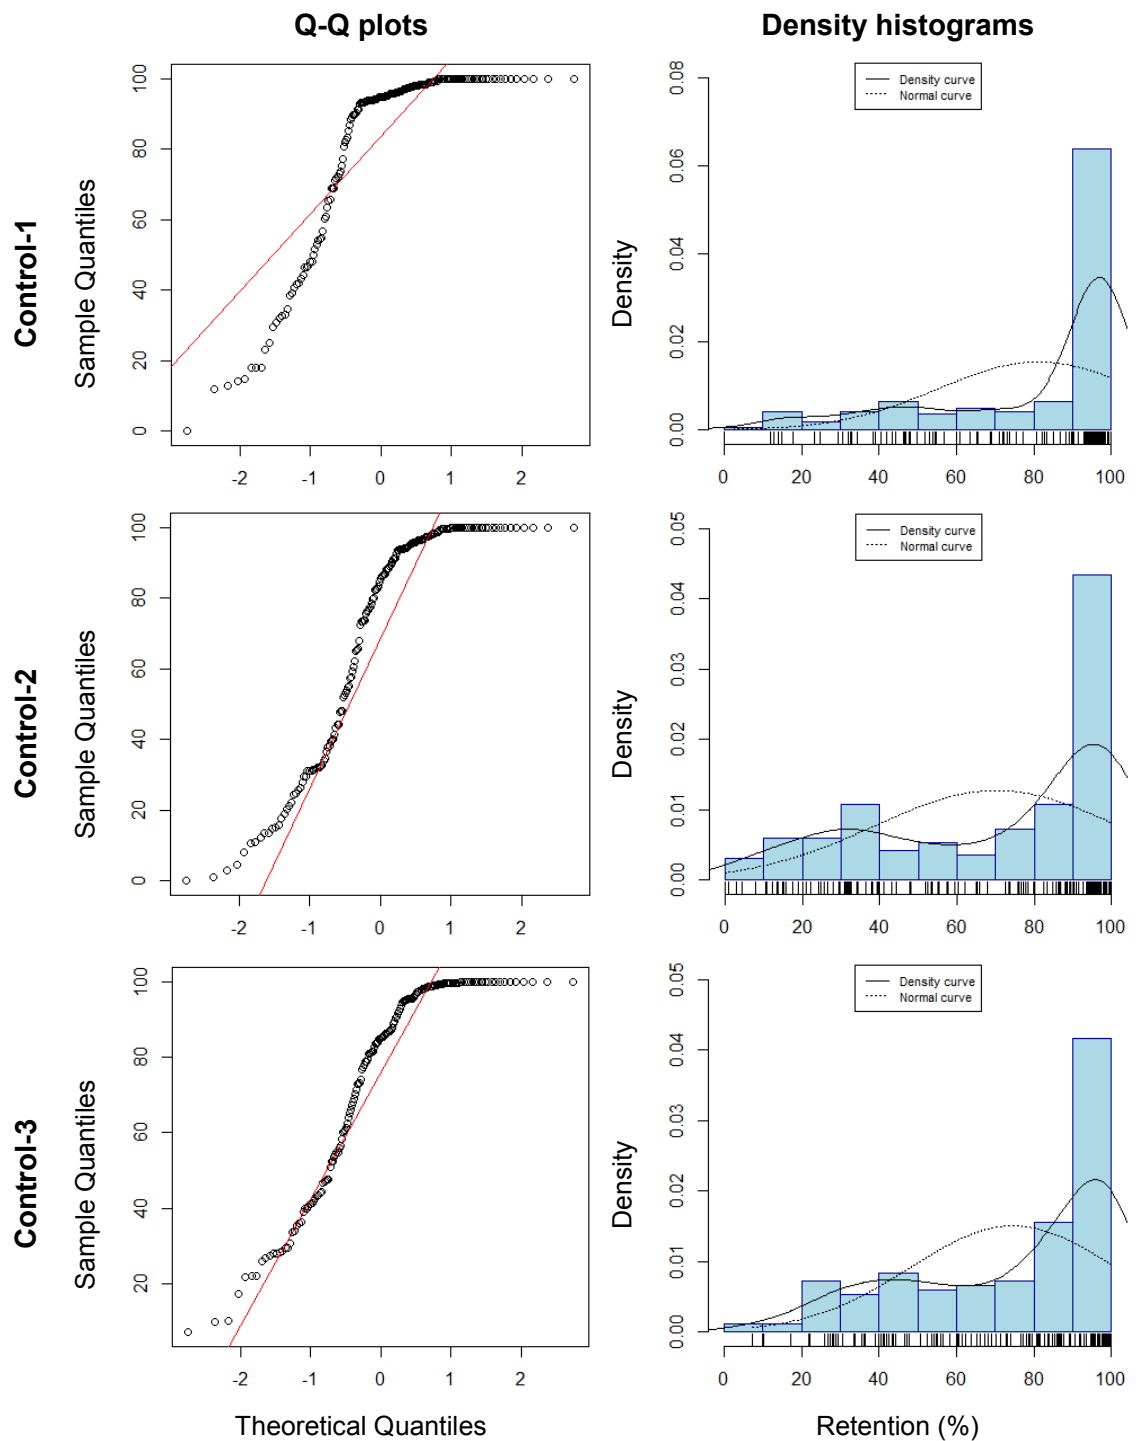 Q-Q plots
Density histograms
Control-1
Sample Quantiles
0 20 40 60 80 100
-2 -1 0 1 2
Density
0.00 0.02 0.04 0.06 0.08
Density curve
Normal curve
0 20 40 60 80 100
Control-2
Sample Quantiles
0 20 40 60 80 100
-2 -1 0 1 2
Density
0.00 0.01 0.02 0.03 0.04 0.05
Density curve
Normal curve
0 20 40 60 80 100
Control-3
Sample Quantiles
20 40 60 80 100
-2 -1 0 1 2
Theoretical Quantiles
Density
0.00 0.01 0.02 0.03 0.04 0.05
Density curve
Normal curve
0 20 40 60 80 100
Retention (%)